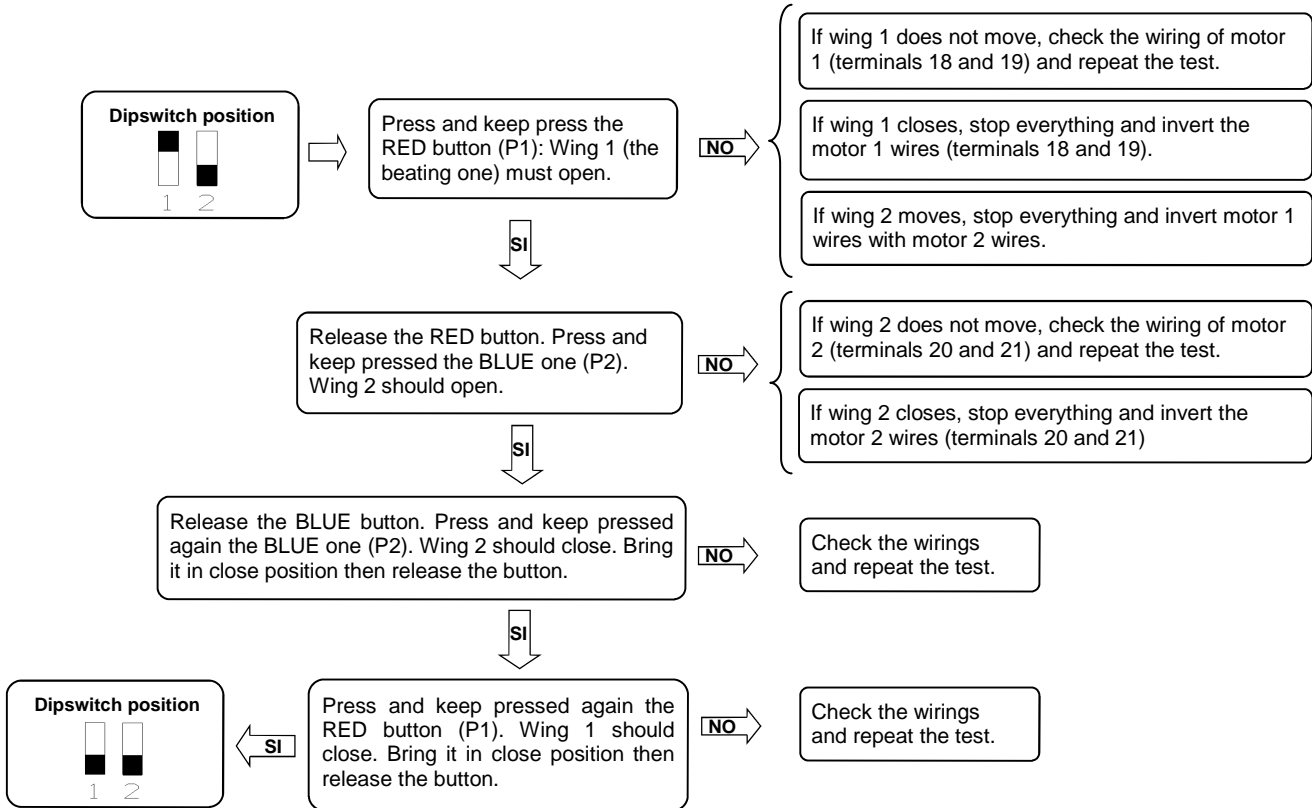 Dipswitch position
1 2
Press and keep press the
RED button (P1): Wing 1 (the
beating one) must open.
NO
If wing 1 does not move, check the wiring of motor
1 (terminals 18 and 19) and repeat the test.
If wing 1 closes, stop everything and invert the
motor 1 wires (terminals 18 and 19).
If wing 2 moves, stop everything and invert motor 1
wires with motor 2 wires.
SI
Release the RED button. Press and
keep pressed the BLUE one (P2).
Wing 2 should open.
NO
If wing 2 does not move, check the wiring of motor
2 (terminals 20 and 21) and repeat the test.
If wing 2 closes, stop everything and invert the
motor 2 wires (terminals 20 and 21)
SI
Release the BLUE button. Press and keep pressed
again the BLUE one (P2). Wing 2 should close. Bring
it in close position then release the button.
NO
Check the wirings
and repeat the test.
SI
Press and keep pressed again the
RED button (P1). Wing 1 should
close. Bring it in close position then
release the button.
NO
Check the wirings
and repeat the test.
SI
Dipswitch position
1 2